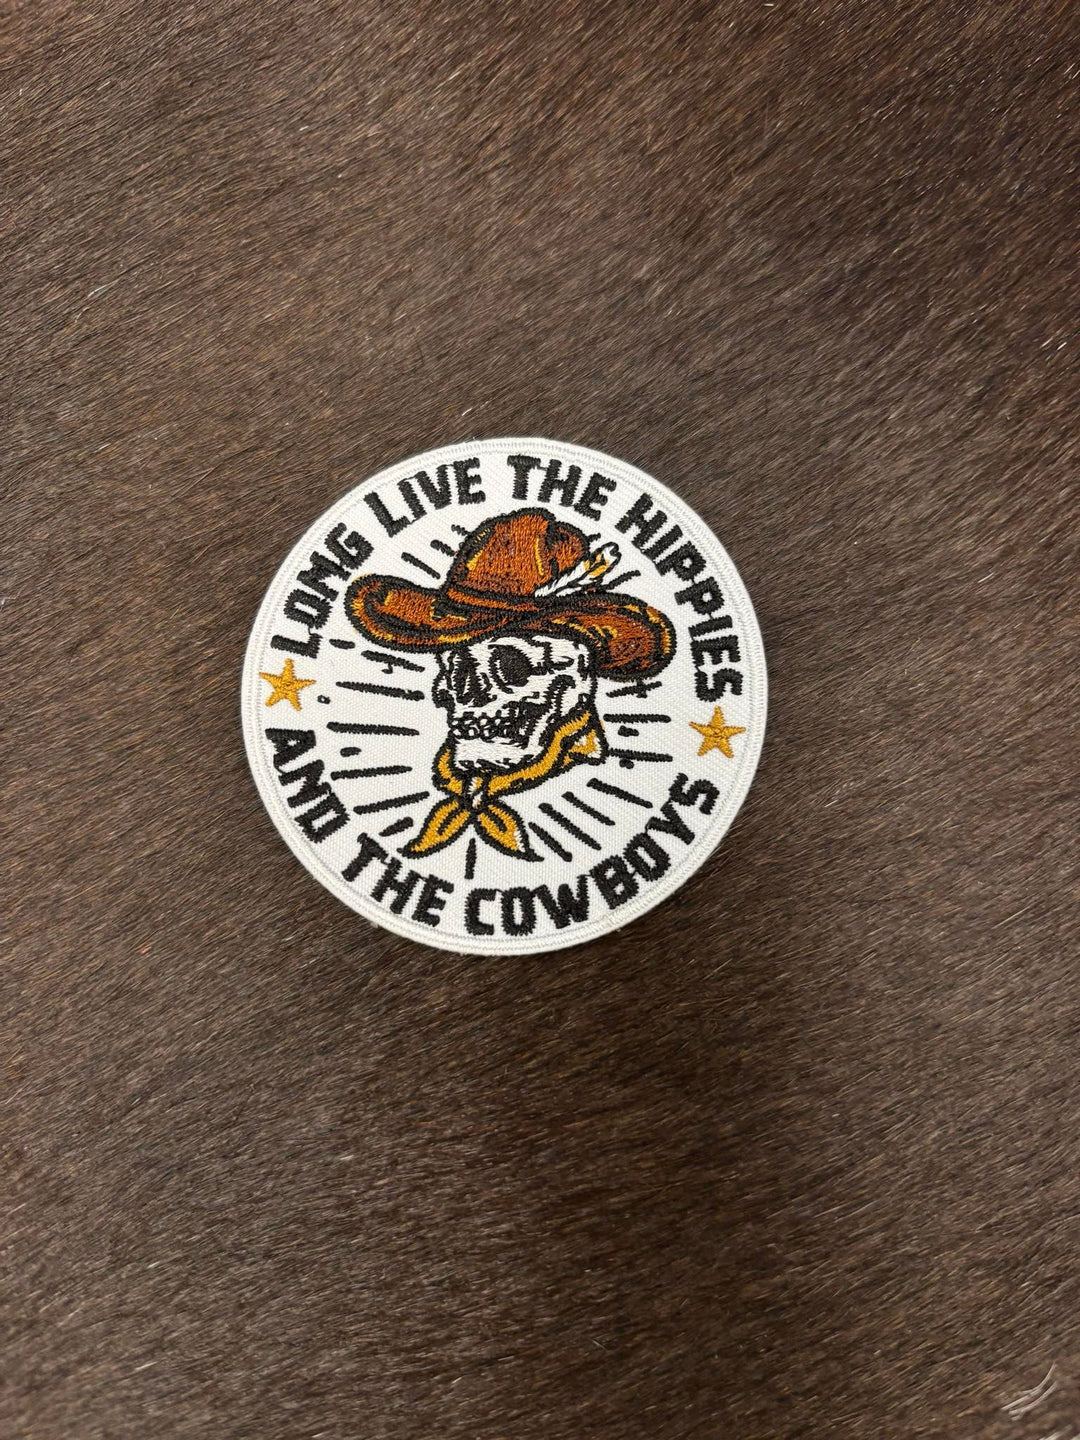 LONG LIVE THE HIPPIES
AND THE COWBOYS